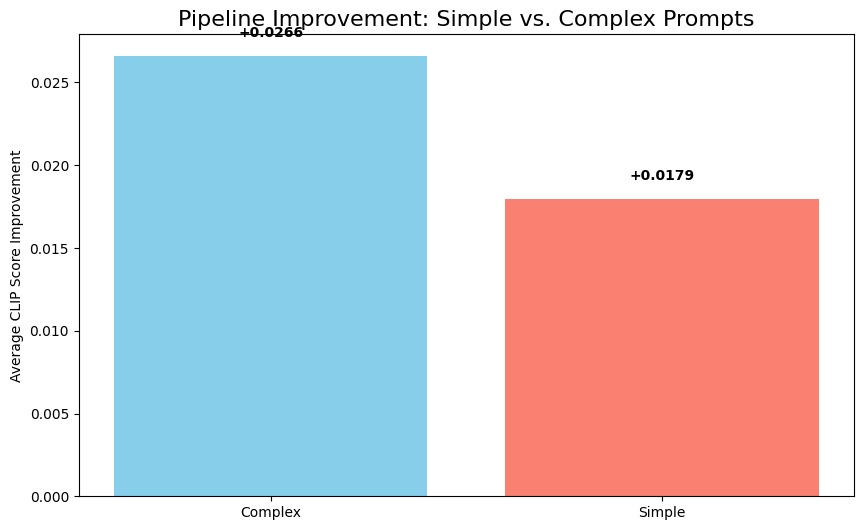 Pipeline Improvement: Simple vs. Complex Prompts
+0.0266
+0.0179
Average CLIP Score Improvement
0.025
0.020
0.015
0.010
0.005
0.000
Complex
Simple